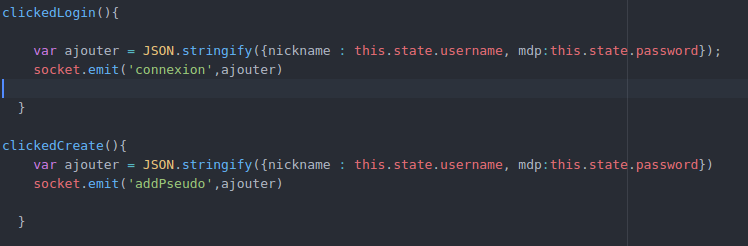 clickedLogin(){
var ajouter = JSON.stringify({nickname : this.state.username, mdp:this.state.password});
socket.emit('connexion',ajouter)
}
clickedCreate(){
var ajouter = JSON.stringify({nickname : this.state.username, mdp:this.state.password})
socket.emit('addPseudo',ajouter)
}